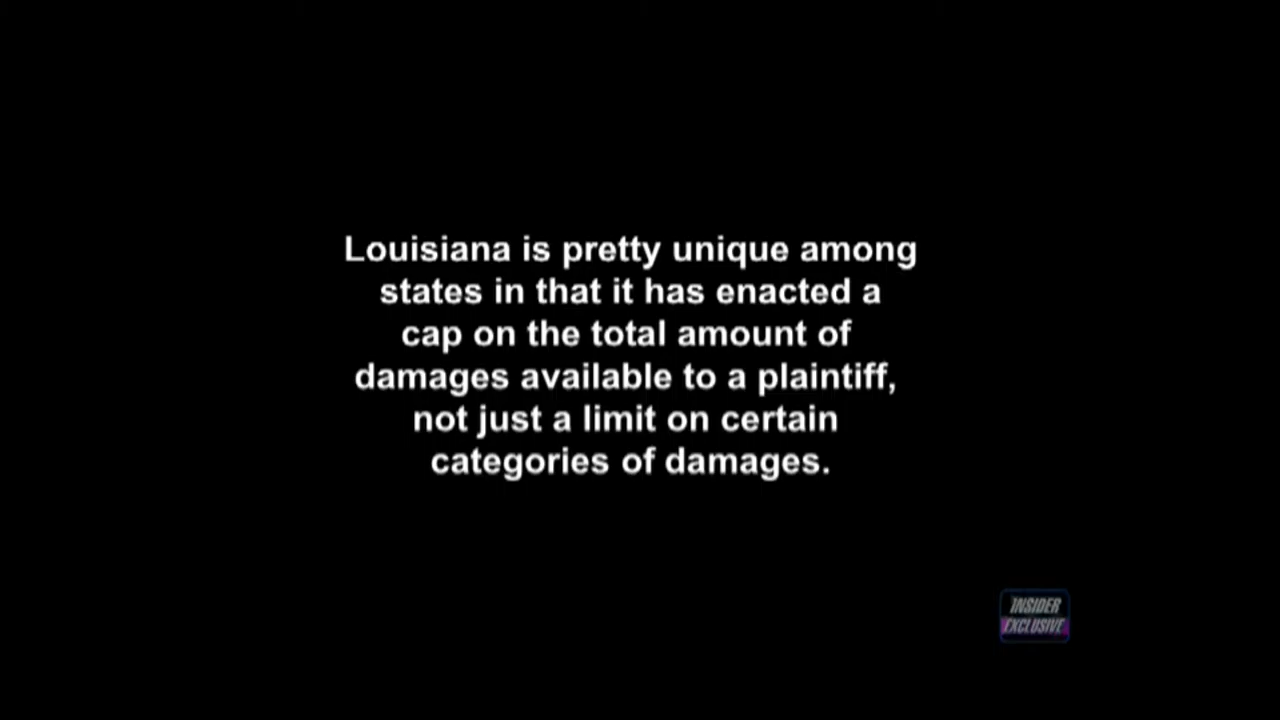 Louisiana is pretty unique among
states in that it has enacted a
cap on the total amount of
damages available to a plaintiff,
not just a limit on certain
categories of damages.
INSIDER
EXCLUSIVE